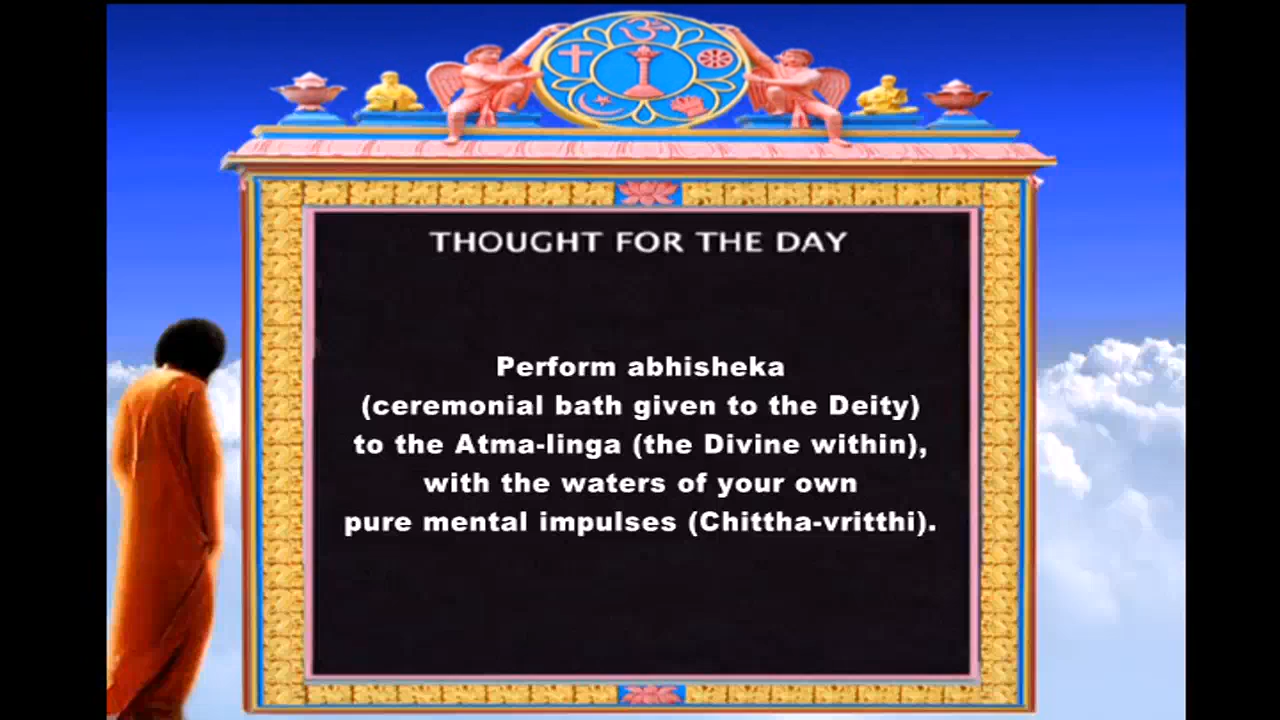 THOUGHT FOR THE DAY
Perform abhisheka
(ceremonial bath given to the Deity)
to the Atma-linga (the Divine within),
with the waters of your own
pure mental impulses (Chittha-vritthi).